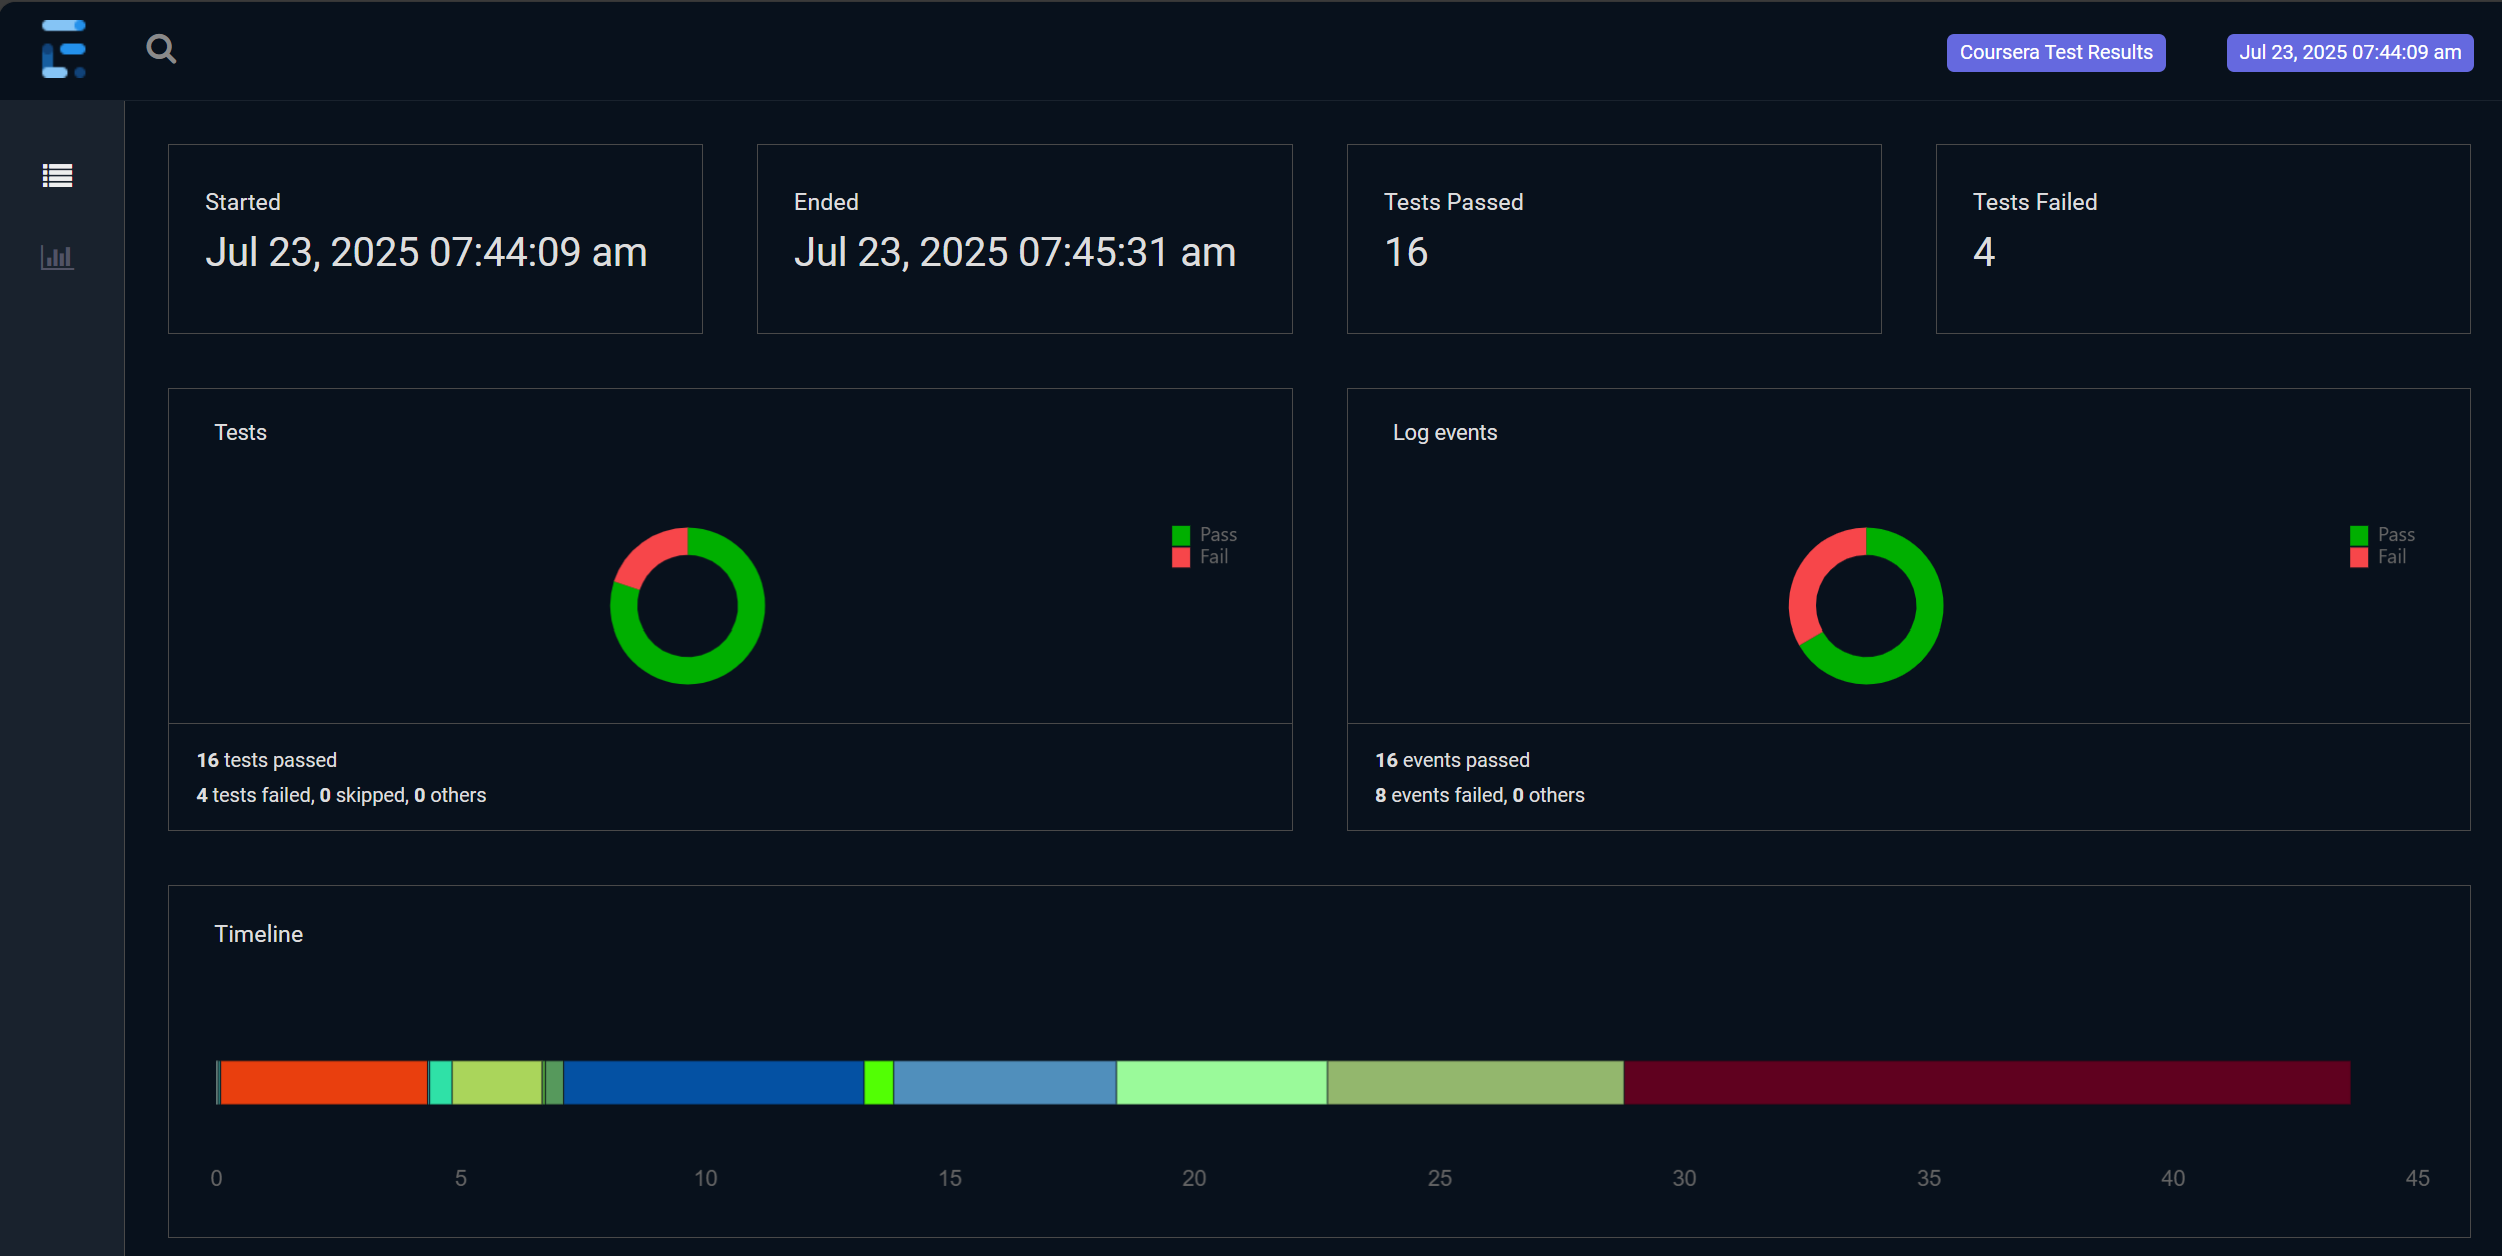 Coursera Test Results
Jul 23, 2025 07:44:09 am
Started
Jul 23, 2025 07:44:09 am
Ended
Jul 23, 2025 07:45:31 am
Tests Passed
16
Tests Failed
4
Tests
Pass
Fail
16 tests passed
4 tests failed, 0 skipped, 0 others
Log events
Pass
Fail
16 events passed
8 events failed, 0 others
Timeline
0 5 10 15 20 25 30 35 40 45